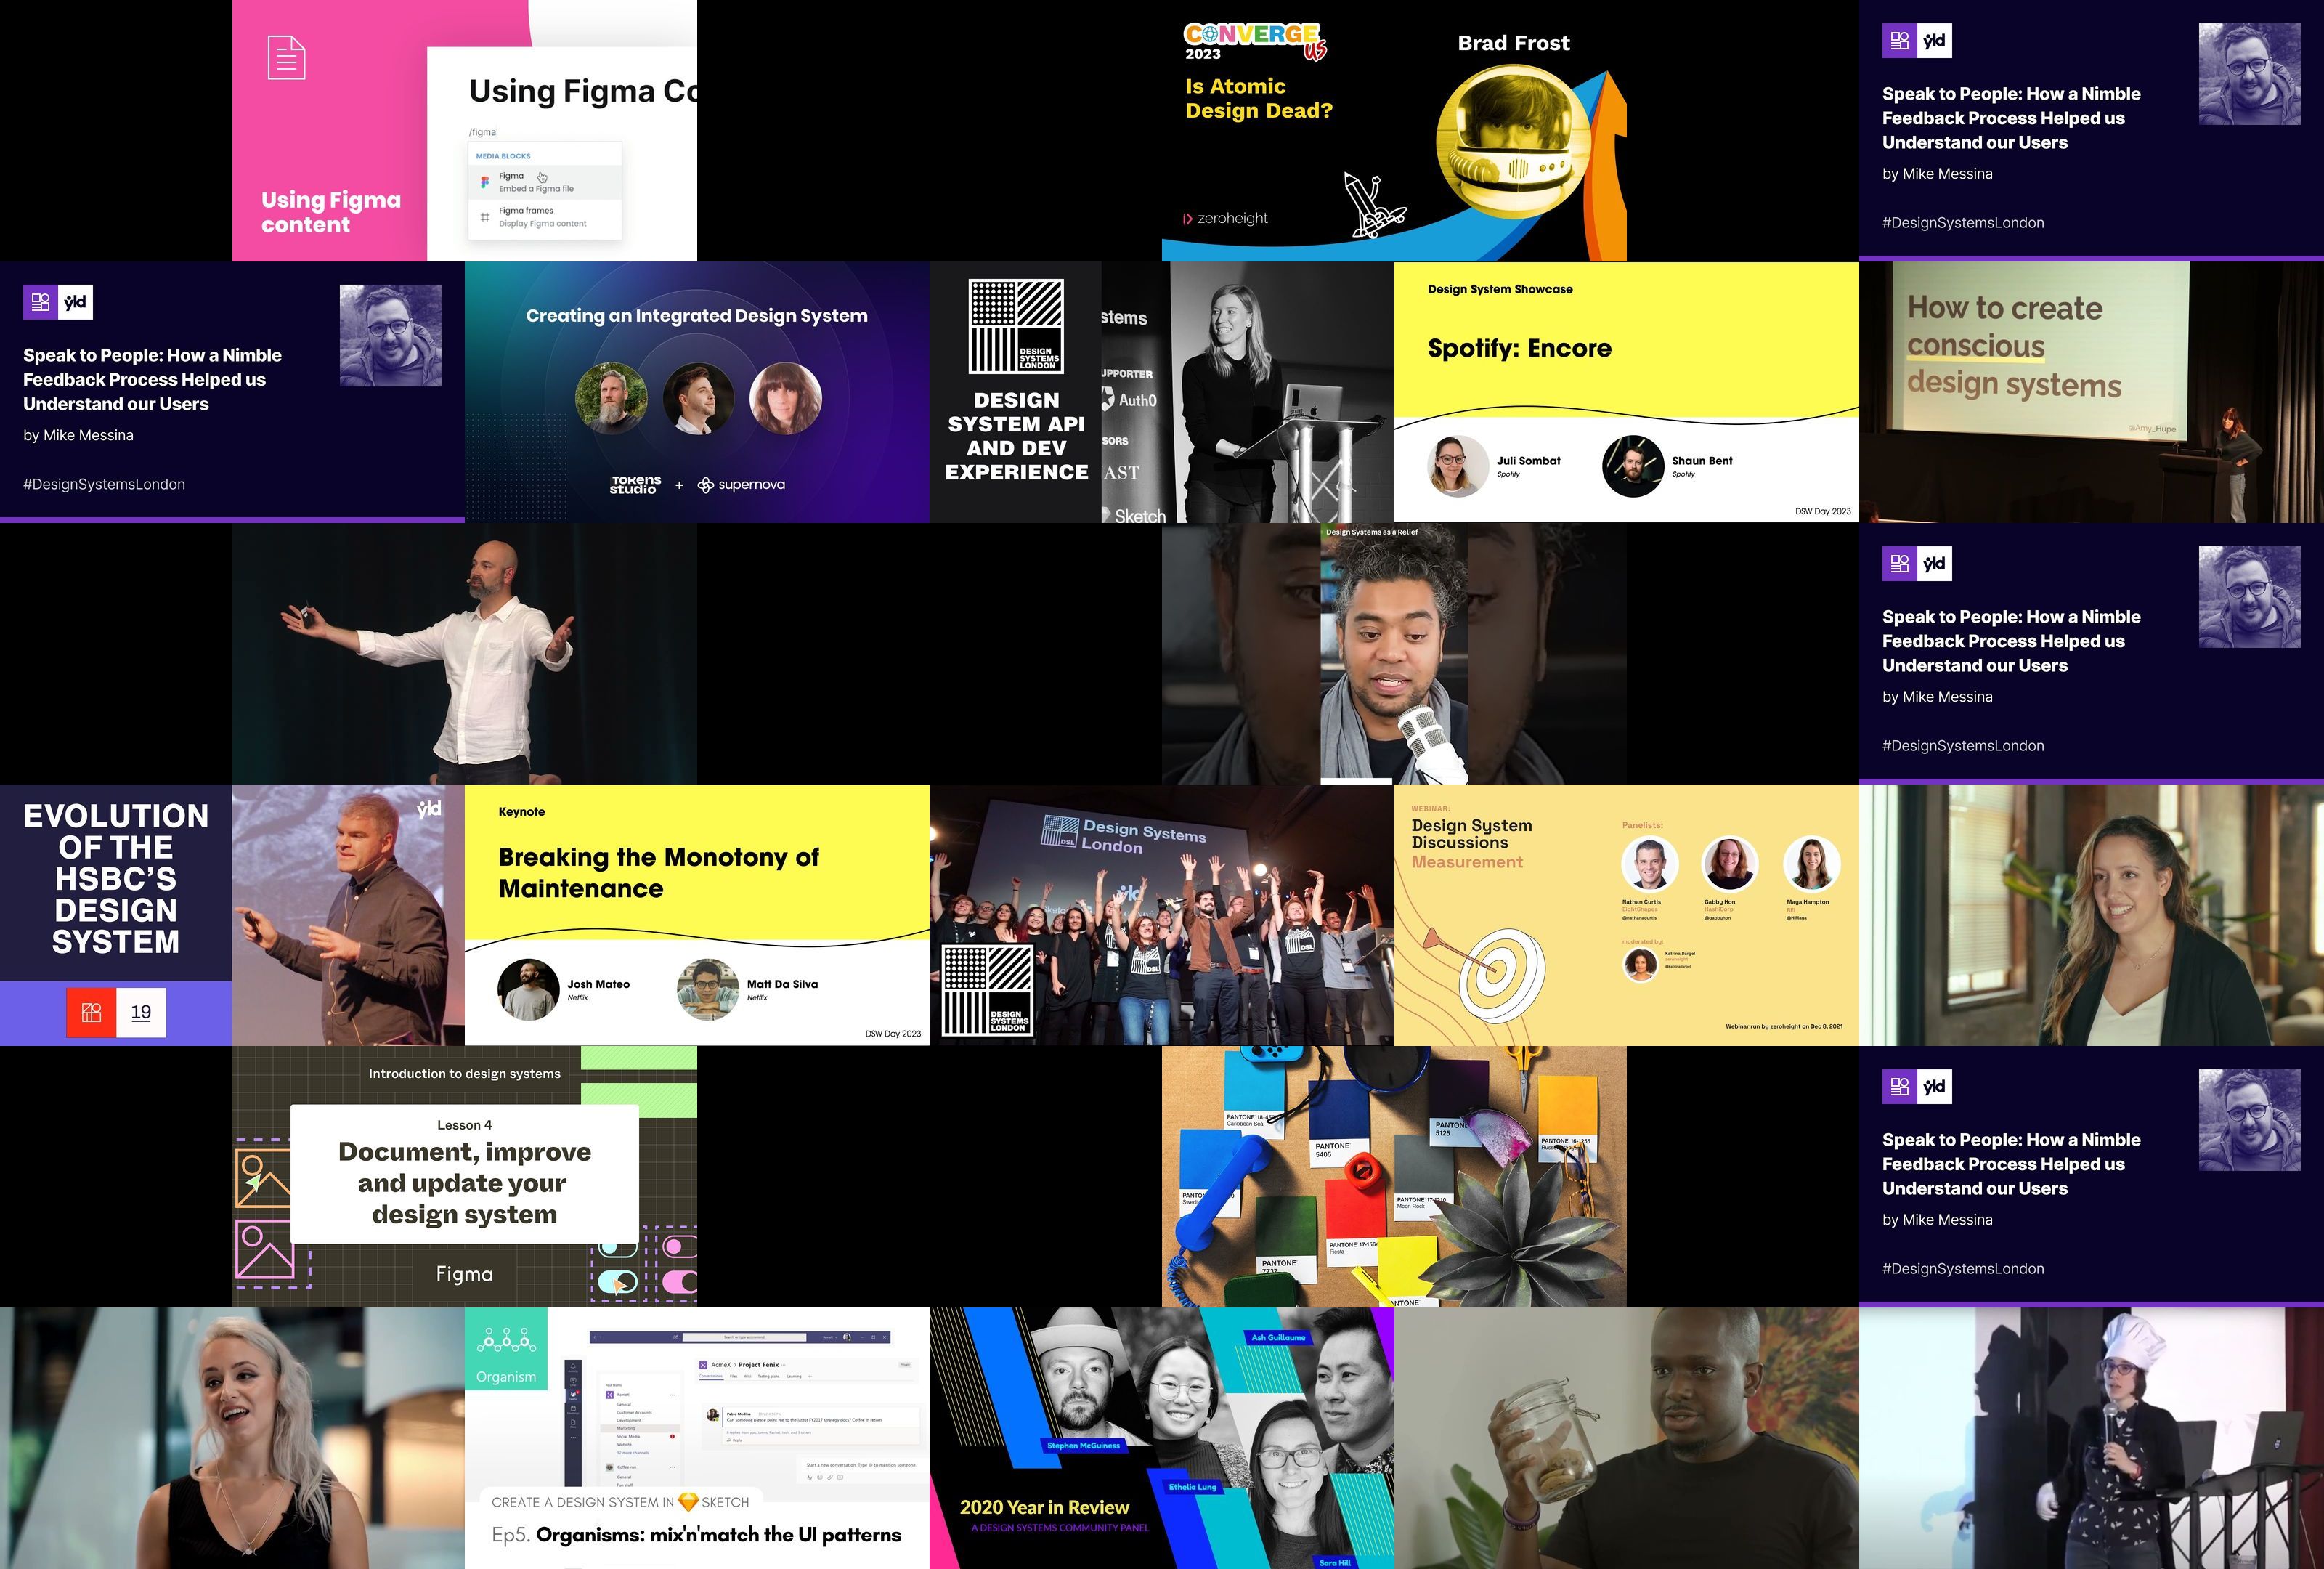 Using Figma Co
/figma
MEDIA BLOCKS
Figma
Embed a Figma file
Figma frames
Display Figma content
Using Figma
content
CONVERGE
US
2023
Is Atomic
Design Dead?
Brad Frost
zeroheight
yld
Speak to People: How a Nimble
Feedback Process Helped us
Understand our Users
by Mike Messina
#DesignSystemsLondon
yld
Speak to People: How a Nimble
Feedback Process Helped us
Understand our Users
by Mike Messina
#DesignSystemsLondon
Creating an Integrated Design System
TOKENS
STUDIO
+
supernova
DESIGN
SYSTEMS
LONDON
DESIGN
SYSTEM API
AND DEV
EXPERIENCE
stems
UPPORTER
Auth0
SORS
AST
Sketch
Design System Showcase
Spotify: Encore
Juli Sombat
Spotify
Shaun Bent
Spotify
DSW Day 2023
How to create
conscious
design systems
@Amy_Hupe
Design Systems as a Relief
yld
Speak to People: How a Nimble
Feedback Process Helped us
Understand our Users
by Mike Messina
#DesignSystemsLondon
EVOLUTION
OF THE
HSBC'S
DESIGN
SYSTEM
19
yld
Keynote
Breaking the Monotony of
Maintenance
Josh Mateo
Netflix
Matt Da Silva
Netflix
DSW Day 2023
DSL
Design Systems
London
yld
DESIGN
SYSTEMS
LONDON
WEBINAR:
Design System
Discussions
Measurement
Panelists:
Nathan Curtis
EightShapes
@nathanacurtis
Gabby Hon
HashiCorp
@gabbyhon
Maya Hampton
REI
moderated by:
zeroheight
Webinar run by zeroheight on Dec 8, 2021
Introduction to design systems
Lesson 4
Document, improve
and update your
design system
Figma
PANTONE 18-
Caribbean Sea
PANTONE
5405
PANTONE
5125
PANTONE 16-1255
PANTONE 17-
Moon Rock
PANTONE 17-156
Fiesta
PANTONE
7737
ANTONE
yld
Speak to People: How a Nimble
Feedback Process Helped us
Understand our Users
by Mike Messina
#DesignSystemsLondon
Organism
AcmeX > Project Fenix
Conversations
Files
CREATE A DESIGN SYSTEM IN SKETCH
Ep5. Organisms: mix'n'match the UI patterns
Ash Guillaume
Stephen McGuiness
Ethelia Lung
2020 Year in Review
A DESIGN SYSTEMS COMMUNITY PANEL
Sara Hill